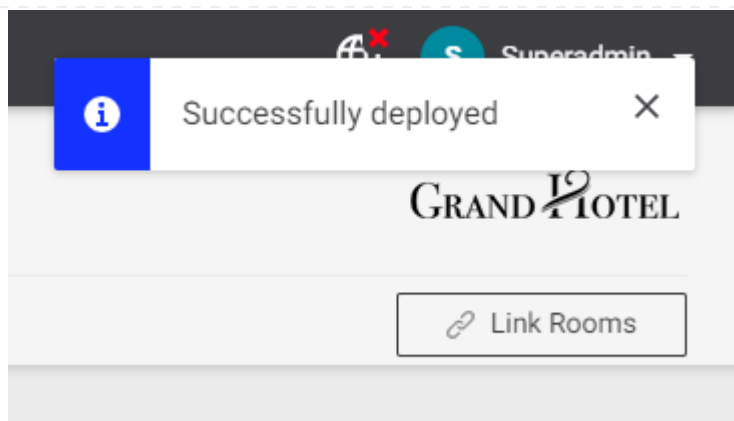 S Superadmin
Successfully deployed
GRAND HOTEL
Link Rooms